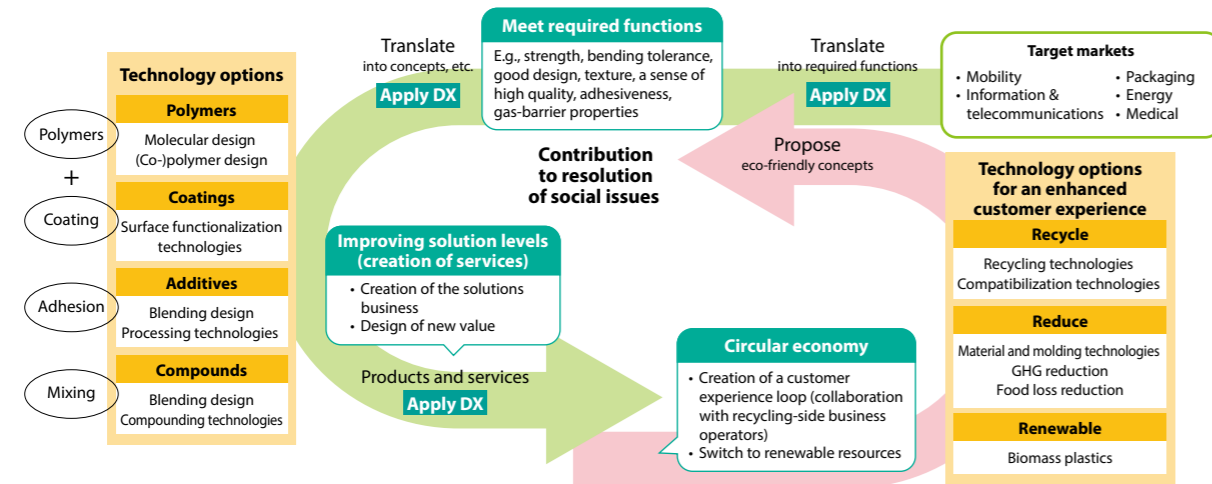 Polymers
+
Coating
Adhesion
Mixing
Technology options
Polymers
Molecular design
(Co-)polymer design
Coatings
Surface functionalization
technologies
Additives
Blending design
Processing technologies
Compounds
Blending design
Compounding technologies
Translate
into concepts, etc.
Apply DX
Meet required functions
E.g., strength, bending tolerance,
good design, texture, a sense of
high quality, adhesiveness,
gas-barrier properties
Translate
into required functions
Apply DX
Target markets
• Mobility
• Information &
telecommunications
• Packaging
• Energy
• Medical
Contribution
to resolution
of social issues
Propose
eco-friendly concepts
Improving solution levels
(creation of services)
• Creation of the solutions
business
• Design of new value
Products and services
Apply DX
Circular economy
• Creation of a customer
experience loop (collaboration
with recycling-side business
operators)
• Switch to renewable resources
Technology options
for an enhanced
customer experience
Recycle
Recycling technologies
Compatibilization technologies
Reduce
Material and molding technologies
GHG reduction
Food loss reduction
Renewable
Biomass plastics